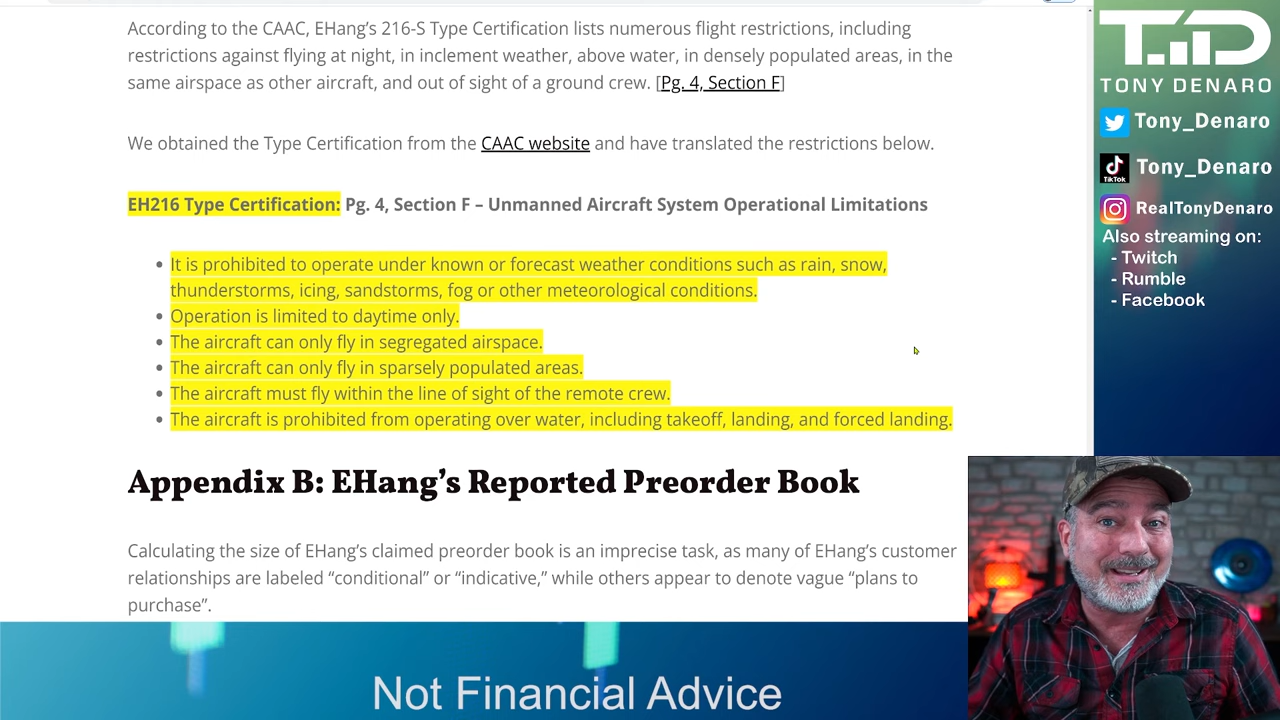 According to the CAAC, EHang’s 216-S Type Certification lists numerous flight restrictions, including
restrictions against flying at night, in inclement weather, above water, in densely populated areas, in the
same airspace as other aircraft, and out of sight of a ground crew. [Pg. 4, Section F]
We obtained the Type Certification from the CAAC website and have translated the restrictions below.
EH216 Type Certification: Pg. 4, Section F – Unmanned Aircraft System Operational Limitations
• It is prohibited to operate under known or forecast weather conditions such as rain, snow,
thunderstorms, icing, sandstorms, fog or other meteorological conditions.
• Operation is limited to daytime only.
• The aircraft can only fly in segregated airspace.
• The aircraft can only fly in sparsely populated areas.
• The aircraft must fly within the line of sight of the remote crew.
• The aircraft is prohibited from operating over water, including takeoff, landing, and forced landing.
Appendix B: EHang’s Reported Preorder Book
Calculating the size of EHang’s claimed preorder book is an imprecise task, as many of EHang’s customer
relationships are labeled “conditional” or “indicative,” while others appear to denote vague “plans to
purchase”.
Not Financial Advice
TD
TONY DENARO
Tony_Denaro
TikTok
Tony_Denaro
RealTonyDenaro
Also streaming on:
- Twitch
- Rumble
- Facebook